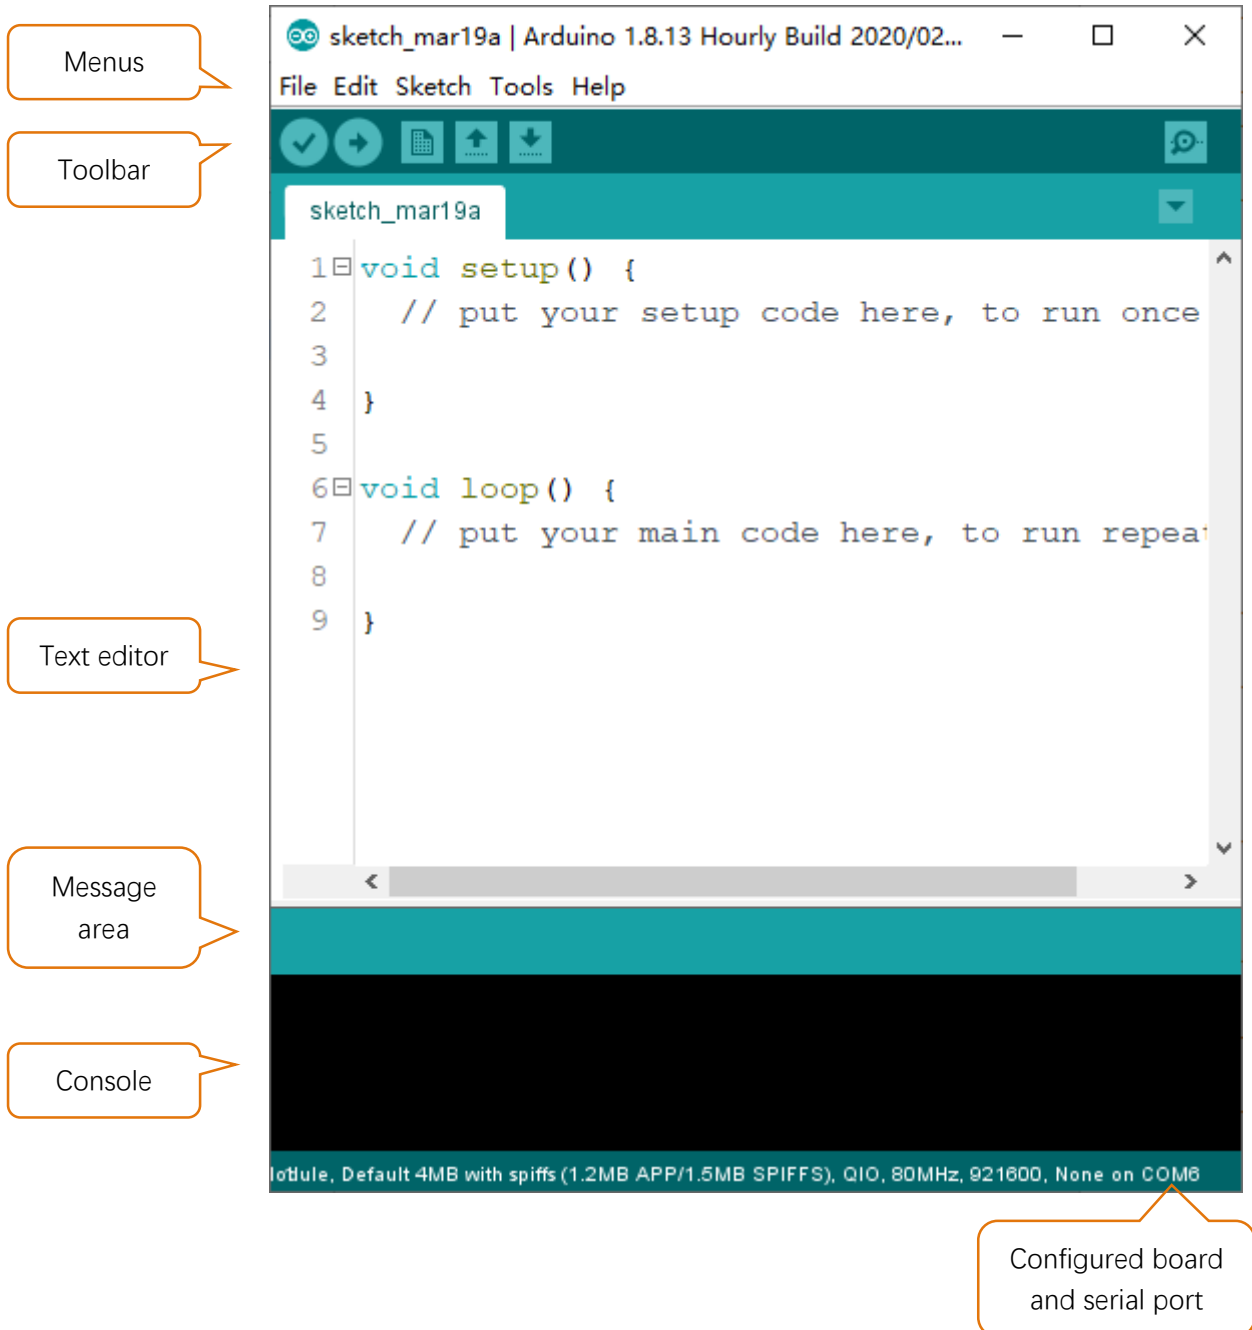 sketch_mar19a | Arduino 1.8.13 Hourly Build 2020/02...
Menus
File Edit Sketch Tools Help
Toolbar
sketch_mar19a
1 void setup() {
2 // put your setup code here, to run once
3
4 }
5
6 void loop() {
7 // put your main code here, to run repeat
8
9 }
Text editor
Message
area
Console
Default 4MB with spiffs (1.2MB APP/1.5MB SPIFFS), QIO, 80MHz, 921600, None on COM6
Configured board
and serial port